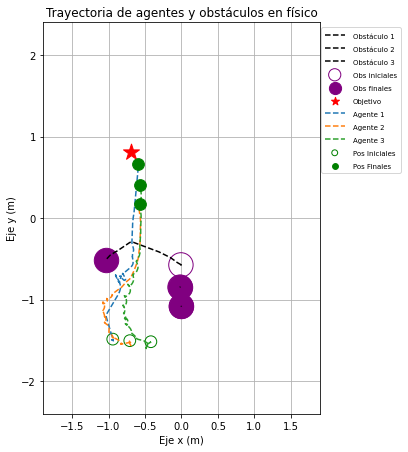 Trayectoria de agentes y obstáculos en físico
Obstáculo 1
Obstáculo 2
Obstáculo 3
Obs iniciales
Obs finales
Objetivo
Agente 1
Agente 2
Agente 3
Pos Iniciales
Pos Finales
2
1
0
−1
−2
Eje y (m)
−1.5 −1.0 −0.5 0.0 0.5 1.0 1.5
Eje x (m)